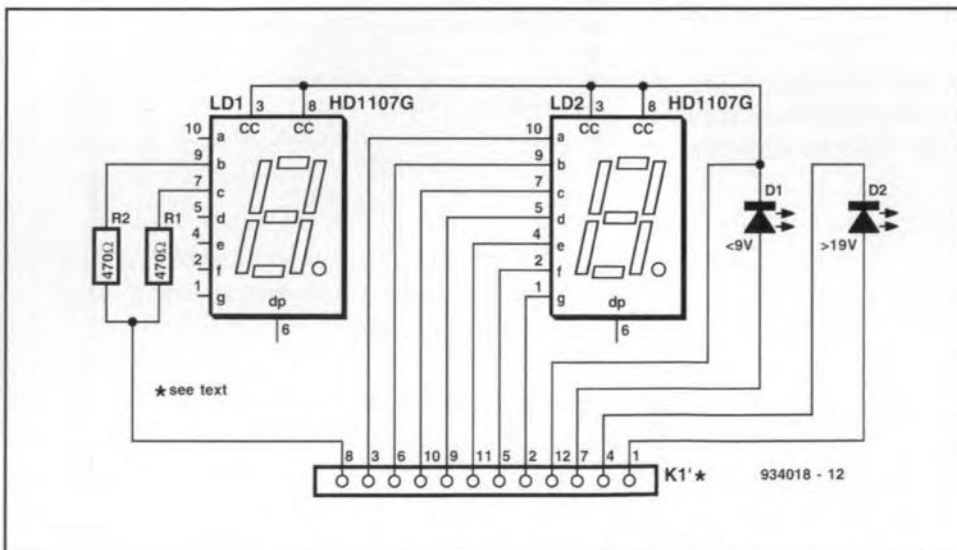 LD1 3 8 HD1107G
CC CC
10 a
9 b
7 c
5 d
4 e
2 f
1 g
dp
6
R2 R1
470Ω 470Ω
LD2 3 8 HD1107G
CC CC
10 a
9 b
7 c
5 d
4 e
2 f
1 g
dp
6
D1
<9V
D2
>19V
★ see text
8 3 6 10 9 11 5 2 12 7 4 1
K1'★
934018 - 12